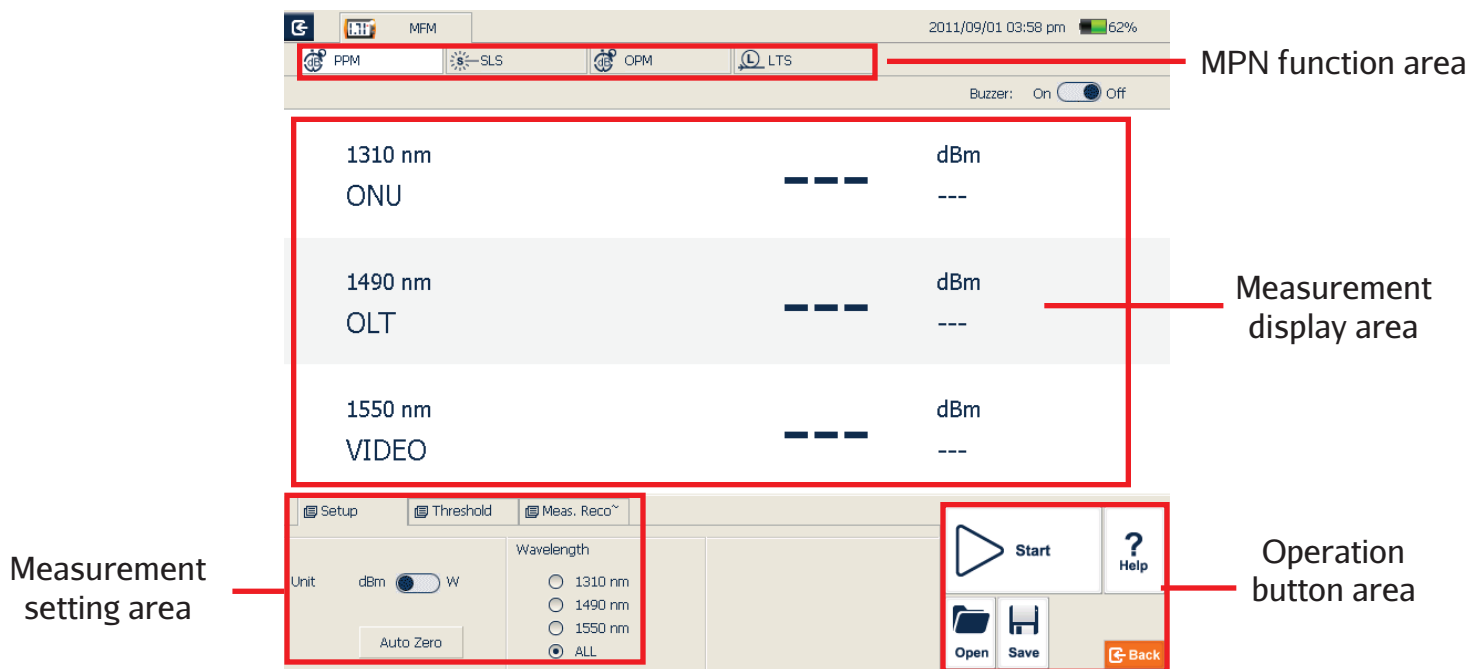 MFM 2011/09/01 03:58 pm 62%
PPM SLS OPM LTS
MPN function area
Buzzer: On Off
1310 nm dBm
ONU --- ---
1490 nm dBm
OLT --- ---
Measurement
display area
1550 nm dBm
VIDEO --- ---
Setup Threshold Meas. Reco~
Measurement
setting area
Unit dBm W
Auto Zero
Wavelength
1310 nm
1490 nm
1550 nm
ALL
Start
? Help
Open Save
Back
Operation
button area